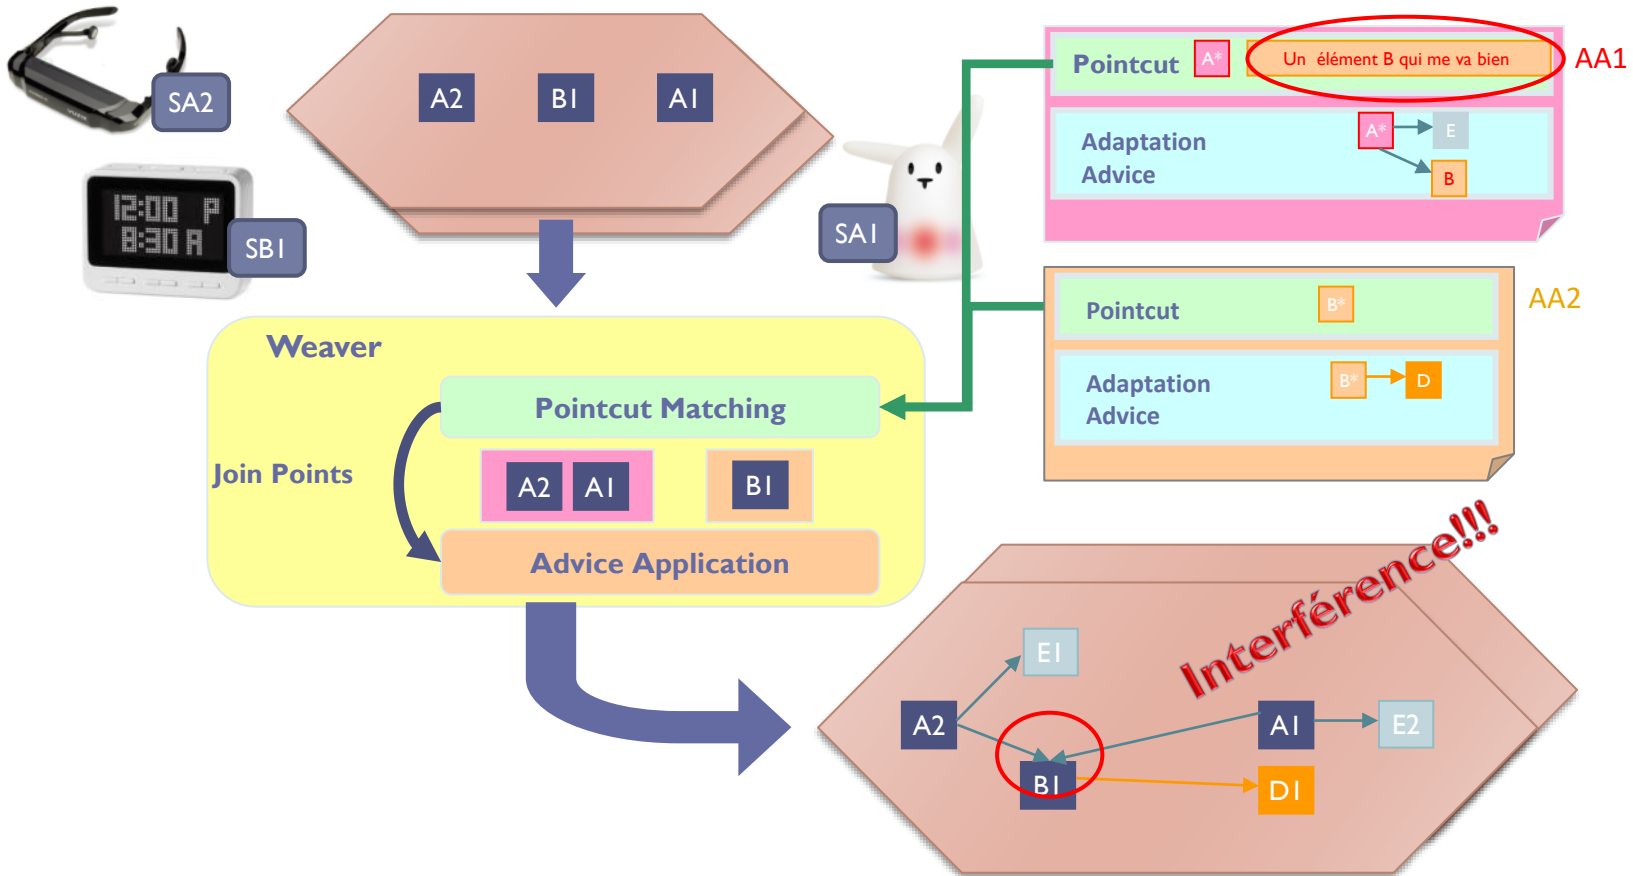 SA2
A2
B1
A1
Pointcut
A*
Un élément B qui me va bien
AA1
Adaptation
Advice
A*
E
B
12:00 P
8:30 A
SB1
SA1
Pointcut
B*
AA2
Adaptation
Advice
B*
D
Weaver
Pointcut Matching
Join Points
A2
A1
B1
Advice Application
Interférence!!!
E1
A2
A1
E2
B1
D1